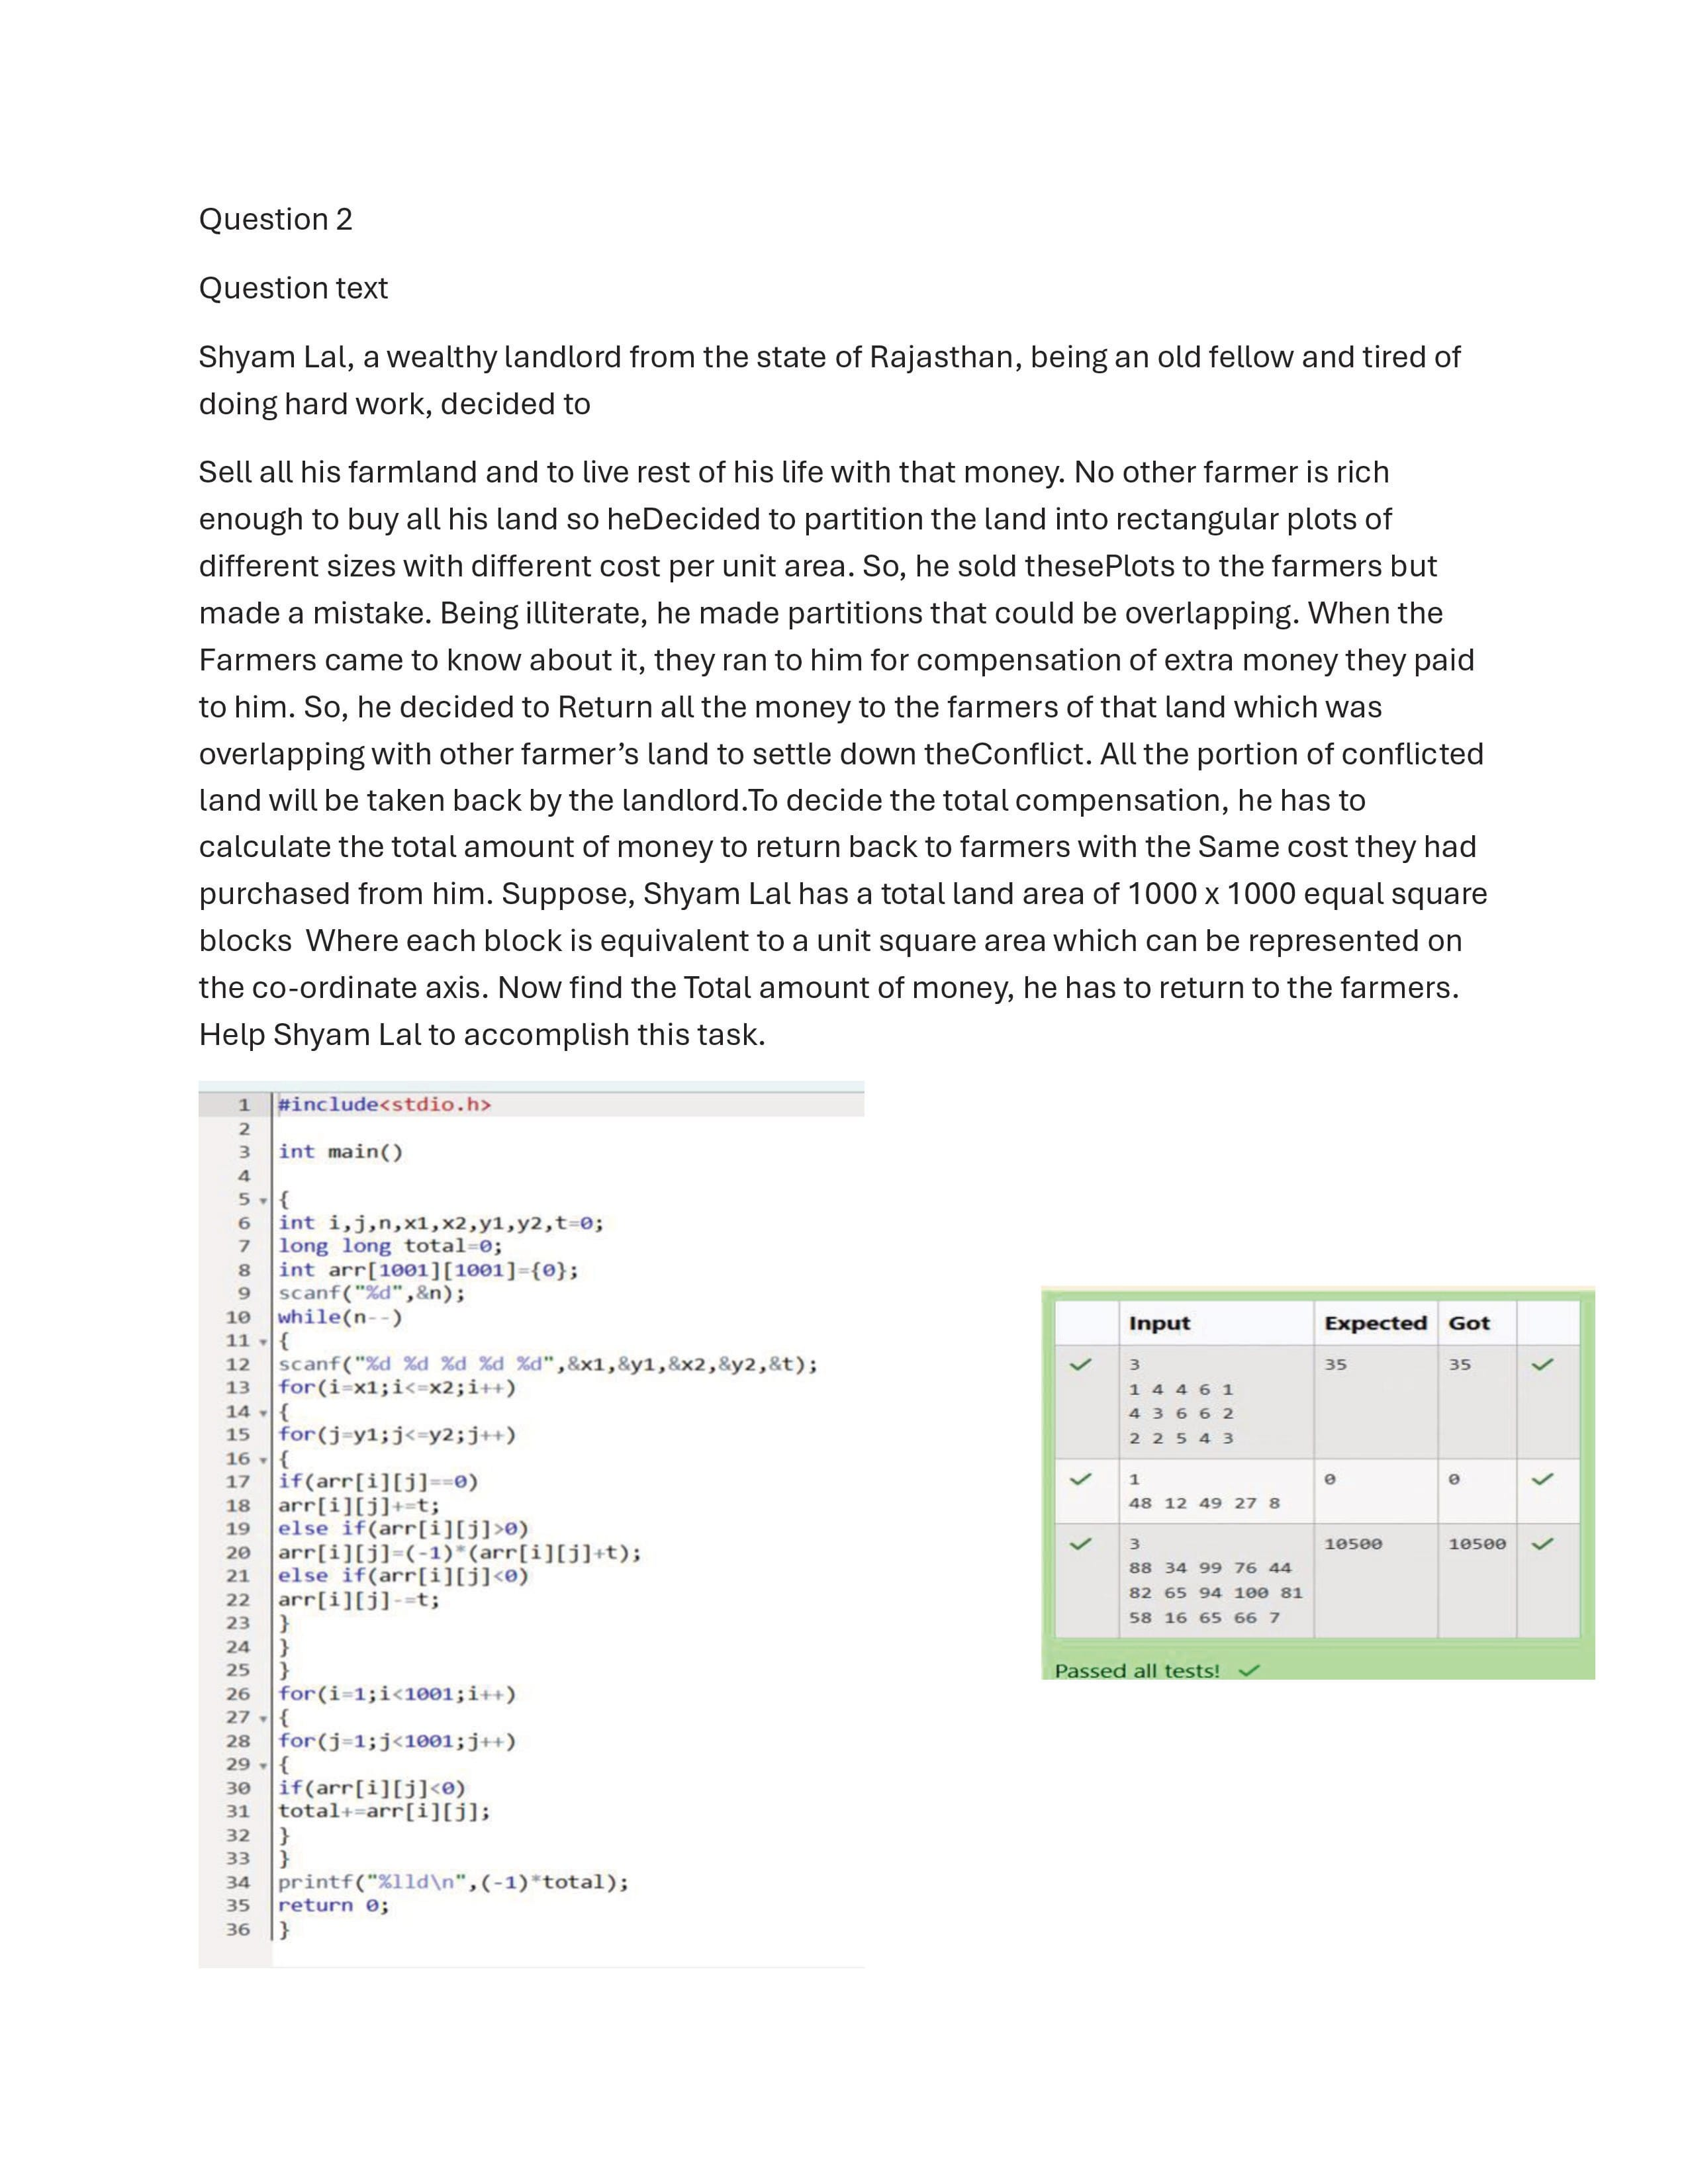 Question 2
Question text
Shyam Lal, a wealthy landlord from the state of Rajasthan, being an old fellow and tired of
doing hard work, decided to
Sell all his farmland and to live rest of his life with that money. No other farmer is rich
enough to buy all his land so heDecided to partition the land into rectangular plots of
different sizes with different cost per unit area. So, he sold thesePlots to the farmers but
made a mistake. Being illiterate, he made partitions that could be overlapping. When the
Farmers came to know about it, they ran to him for compensation of extra money they paid
to him. So, he decided to Return all the money to the farmers of that land which was
overlapping with other farmer’s land to settle down theConflict. All the portion of conflicted
land will be taken back by the landlord.To decide the total compensation, he has to
calculate the total amount of money to return back to farmers with the Same cost they had
purchased from him. Suppose, Shyam Lal has a total land area of 1000 x 1000 equal square
blocks  Where each block is equivalent to a unit square area which can be represented on
the co-ordinate axis. Now find the Total amount of money, he has to return to the farmers.
Help Shyam Lal to accomplish this task.
1 #include<stdio.h>
2
3 int main()
4
5 {
6 int i,j,n,x1,x2,y1,y2,t=0;
7 long long total=0;
8 int arr[1001][1001]={0};
9 scanf("%d",&n);
10 while(n--)
11 {
12 scanf("%d %d %d %d %d",&x1,&y1,&x2,&y2,&t);
13 for(i=x1;i<=x2;i++)
14 {
15 for(j=y1;j<=y2;j++)
16 {
17 if(arr[i][j]==0)
18 arr[i][j]+=t;
19 else if(arr[i][j]>0)
20 arr[i][j]=(-1)*(arr[i][j]+t);
21 else if(arr[i][j]<0)
22 arr[i][j]-=t;
23 }
24 }
25 }
26 for(i=1;i<1001;i++)
27 {
28 for(j=1;j<1001;j++)
29 {
30 if(arr[i][j]<0)
31 total+=arr[i][j];
32 }
33 }
34 printf("%lld\n",(-1)*total);
35 return 0;
36 }
Input Expected Got
3 35 35
1 4 4 6 1
4 3 6 6 2
2 2 5 4 3
1 0 0
48 12 49 27 8
3 10500 10500
88 34 99 76 44
82 65 94 100 81
58 16 65 66 7
Passed all tests!